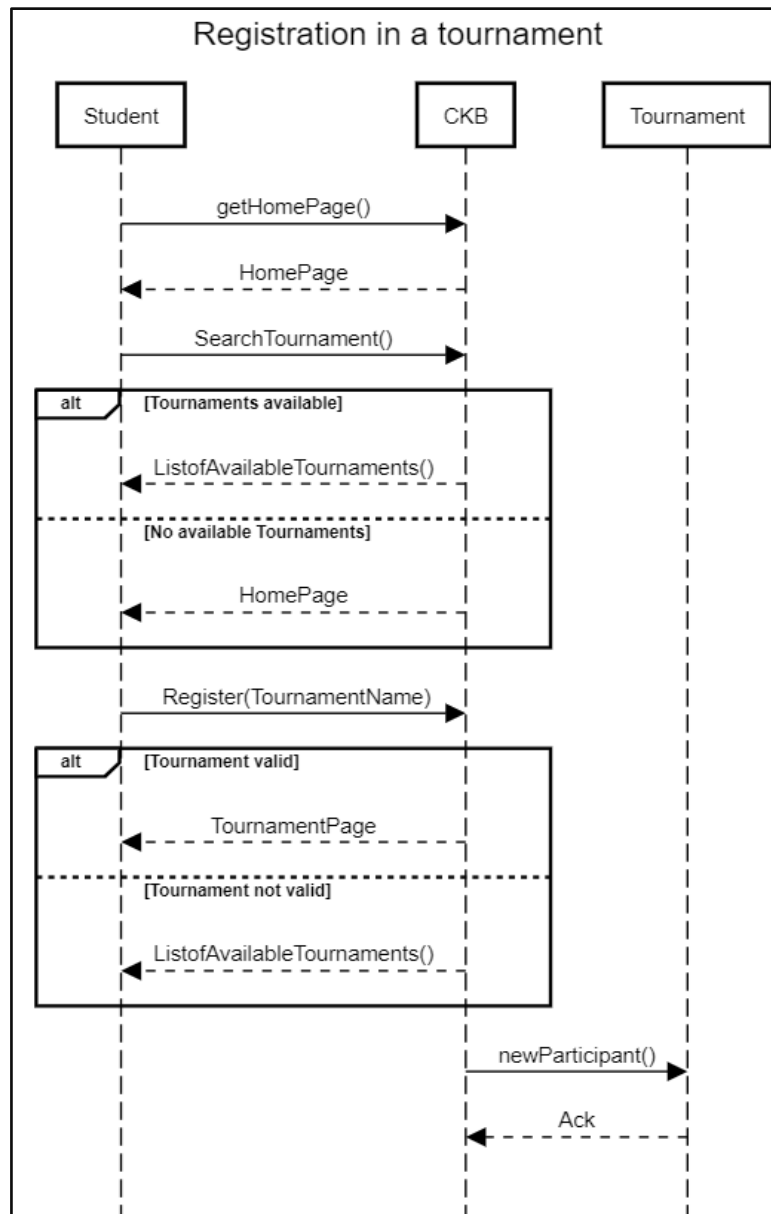 Registration in a tournament
Student
CKB
Tournament
getHomePage()
HomePage
SearchTournament()
alt
[Tournaments available]
ListofAvailableTournaments()
[No available Tournaments]
HomePage
Register(TournamentName)
alt
[Tournament valid]
TournamentPage
[Tournament not valid]
ListofAvailableTournaments()
newParticipant()
Ack